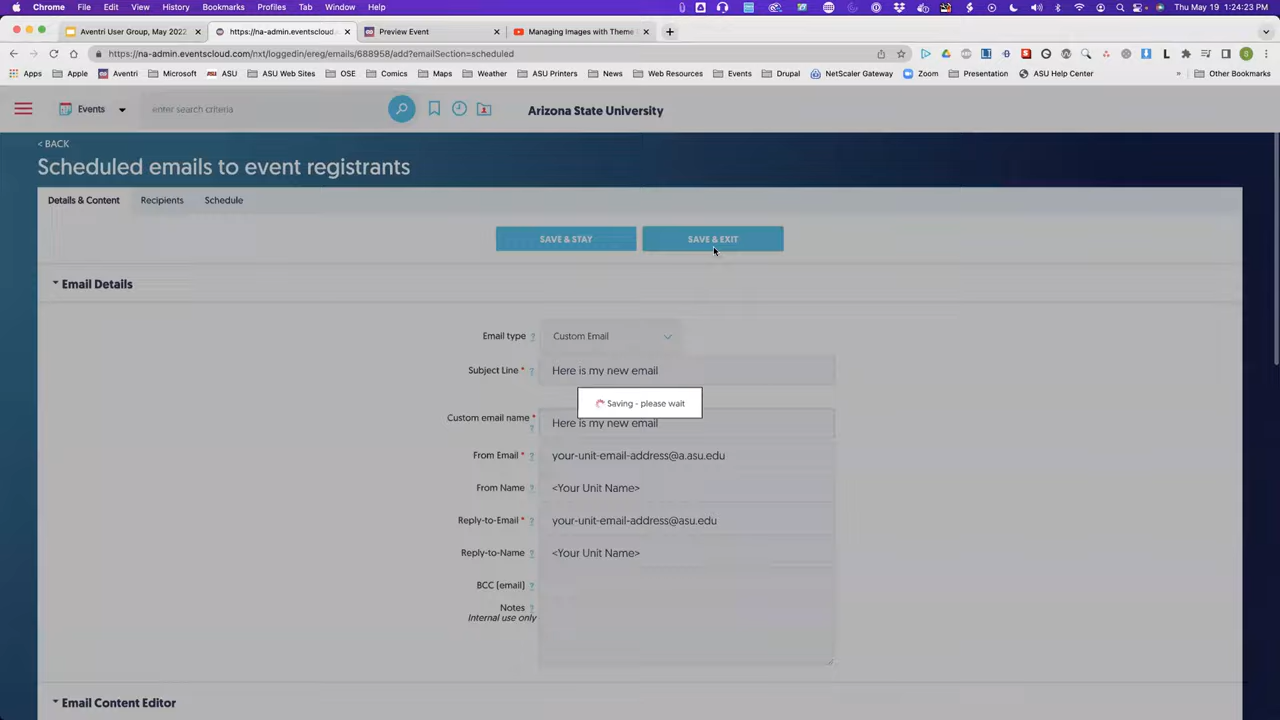 Chrome File Edit View History Bookmarks Profiles Tab Window Help Thu May 19 1:24:23 PM
Aventri User Group, May 2022 × https://na-admin.eventscloud. × Preview Event × Managing Images with Theme ×
https://na-admin.eventscloud.com/nxt/loggedin/ereg/emails/688958/add?emailSection=scheduled
Apps Apple Aventri Microsoft ASU ASU Web Sites OSE Comics Maps Weather ASU Printers News Web Resources Events Drupal NetScaler Gateway Zoom Presentation ASU Help Center » Other Bookmarks
Events enter search criteria Arizona State University
< BACK
Scheduled emails to event registrants
Details & Content Recipients Schedule
SAVE & STAY SAVE & EXIT
Email Details
Email type ? Custom Email
Subject Line * ? Here is my new email
Saving - please wait
Custom email name * ? Here is my new email
From Email * ? your-unit-email-address@a.asu.edu
From Name ? <Your Unit Name>
Reply-to-Email * ? your-unit-email-address@asu.edu
Reply-to-Name ? <Your Unit Name>
BCC [email] ?
Notes ?
Internal use only
Email Content Editor